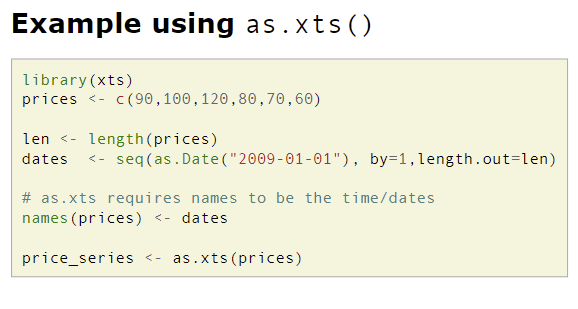 Example using as.xts()
library(xts)
prices <- c(90,100,120,80,70,60)
len <- length(prices)
dates  <- seq(as.Date("2009-01-01"), by=1,length.out=len)
# as.xts requires names to be the time/dates
names(prices) <- dates
price_series <- as.xts(prices)